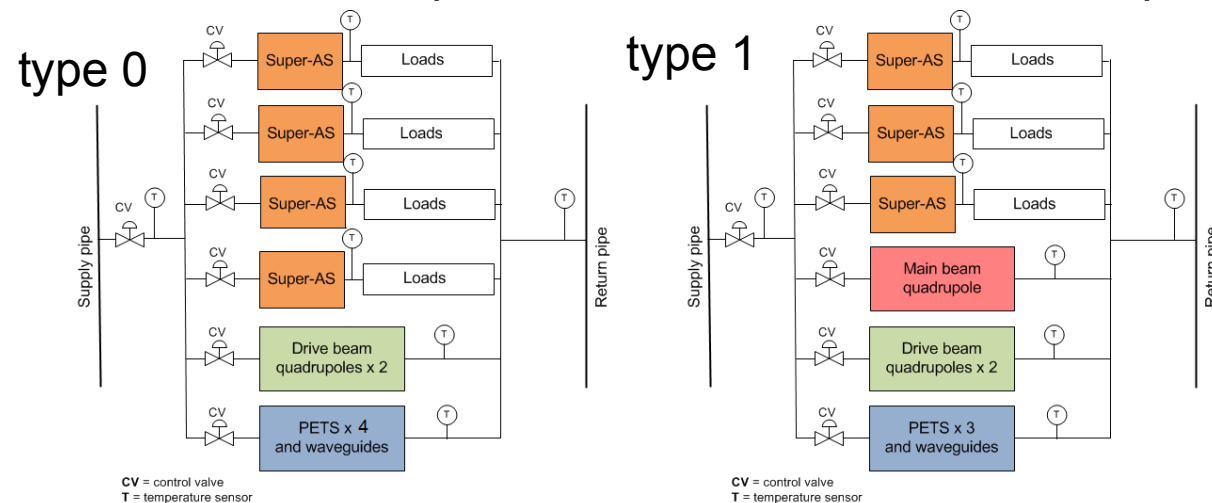 type 0
CV
T
Super-AS
Loads
CV
T
Super-AS
Loads
CV
T
Super-AS
Loads
CV
T
CV
T
Super-AS
Loads
CV
Drive beam
quadrupoles x 2
T
CV
PETS x 4
and waveguides
T
T
Supply pipe
Return pipe
CV = control valve
T = temperature sensor
type 1
CV
T
Super-AS
Loads
CV
T
Super-AS
Loads
CV
T
Super-AS
Loads
CV
T
CV
Main beam
quadrupole
T
CV
Drive beam
quadrupoles x 2
T
CV
PETS x 3
and waveguides
T
T
Supply pipe
Return pipe
CV = control valve
T = temperature sensor